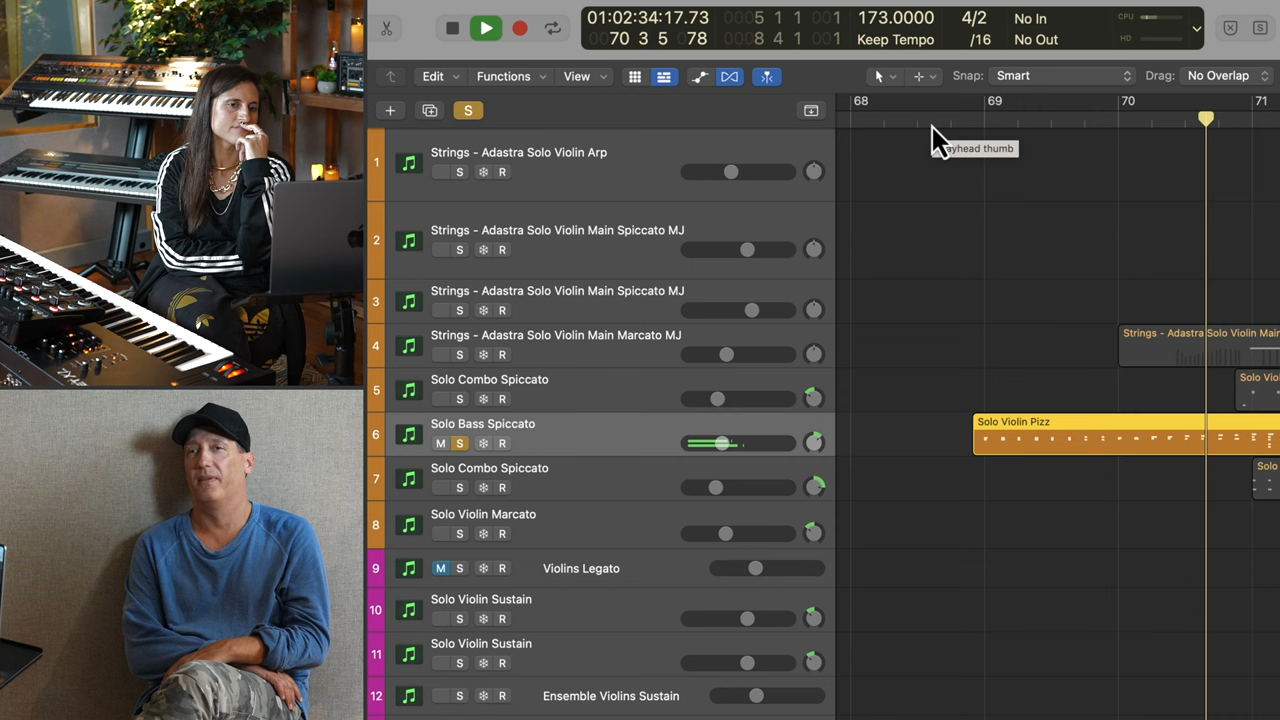 01:02:34:17.73
0070 3 5 078
0005 1 1 001
0008 4 1 001
173.0000
Keep Tempo
4/2
/16
No In
No Out
CPU
HD
S
Edit
Functions
View
Snap: Smart
Drag: No Overlap
+
S
68
69
70
71
yhead thumb
1
Strings - Adastra Solo Violin Arp
S R
2
Strings - Adastra Solo Violin Main Spiccato MJ
S R
3
Strings - Adastra Solo Violin Main Spiccato MJ
S R
4
Strings - Adastra Solo Violin Main Marcato MJ
S R
Strings - Adastra Solo Violin Main
5
Solo Combo Spiccato
S R
Solo Viol
6
Solo Bass Spiccato
M S R
Solo Violin Pizz
7
Solo Combo Spiccato
S R
Solo
8
Solo Violin Marcato
S R
9
M S R
Violins Legato
10
Solo Violin Sustain
S R
11
Solo Violin Sustain
S R
12
S R
Ensemble Violins Sustain